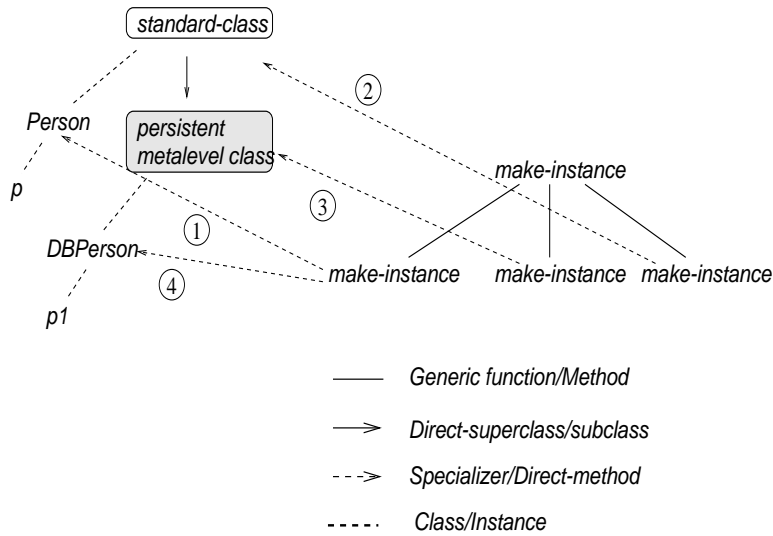 standard-class
2
Person
persistent
metalevel class
make-instance
p
3
1
DBPerson
make-instance
make-instance
make-instance
4
p1
Generic function/Method
Direct-superclass/subclass
Specializer/Direct-method
Class/Instance